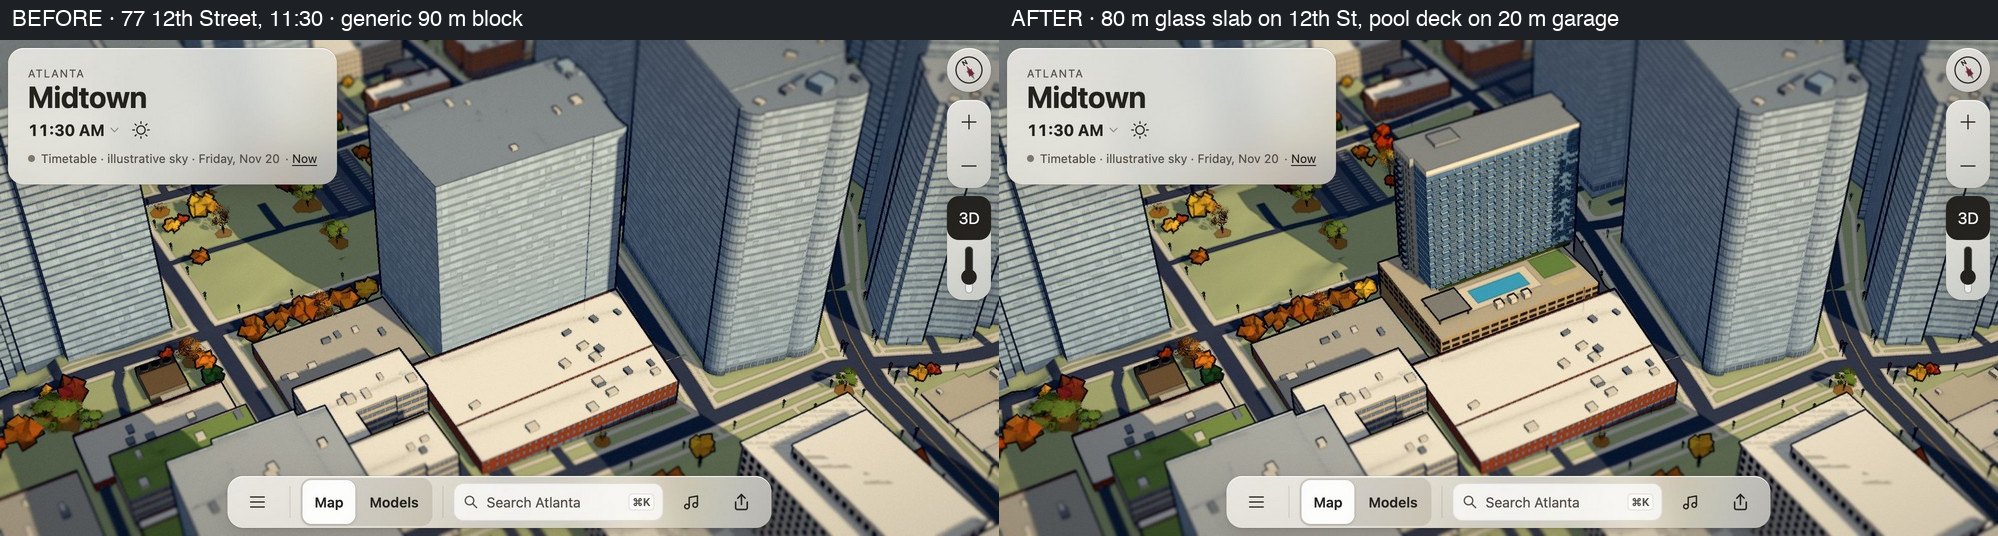 BEFORE · 77 12th Street, 11:30 · generic 90 m block
ATLANTA
Midtown
11:30 AM
Timetable · illustrative sky · Friday, Nov 20 · Now
N
+
−
3D
Map Models Search Atlanta ⌘K
AFTER · 80 m glass slab on 12th St, pool deck on 20 m garage
ATLANTA
Midtown
11:30 AM
Timetable · illustrative sky · Friday, Nov 20 · Now
N
+
−
3D
Map Models Search Atlanta ⌘K